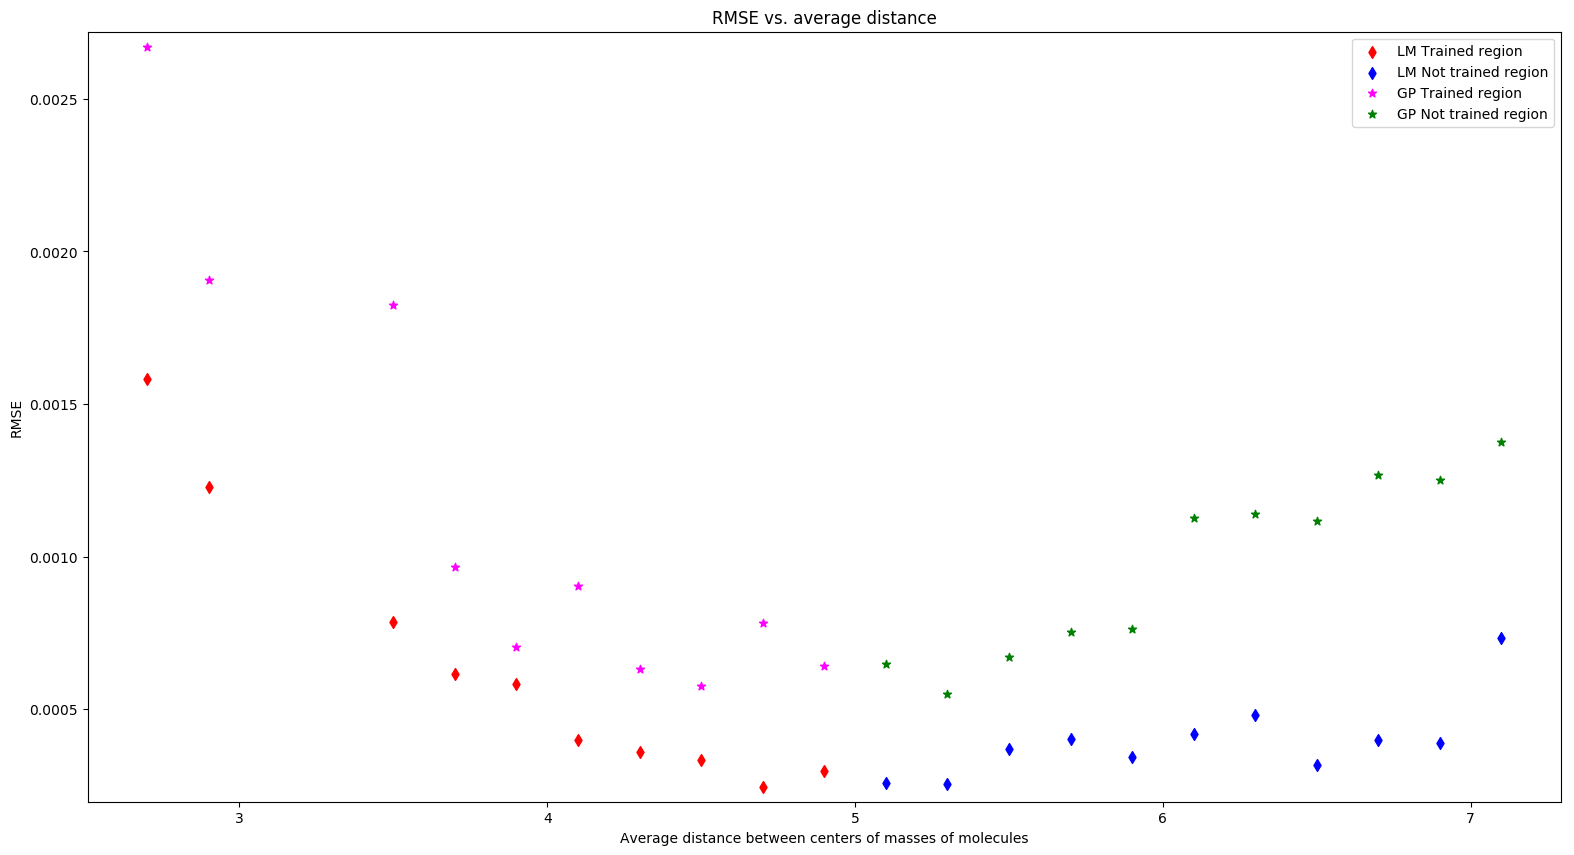 RMSE vs. average distance
LM Trained region
LM Not trained region
GP Trained region
GP Not trained region
0.0025
0.0020
0.0015
0.0010
0.0005
RMSE
3 4 5 6 7
Average distance between centers of masses of molecules